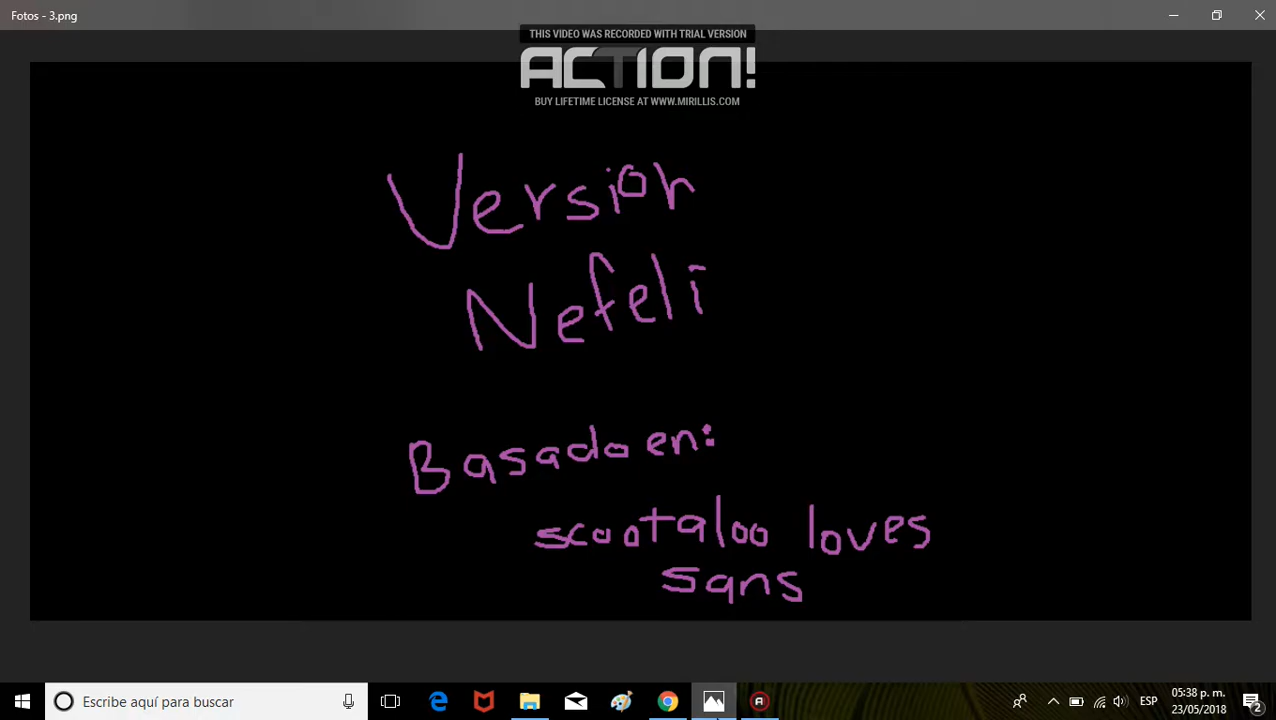 Fotos - 3.png
THIS VIDEO WAS RECORDED WITH TRIAL VERSION
ACTION!
BUY LIFETIME LICENSE AT WWW.MIRILLIS.COM
Version
Nefeli
Basado en:
scootaloo loves
sans
Escribe aquí para buscar
ESP
05:38 p. m.
23/05/2018
2